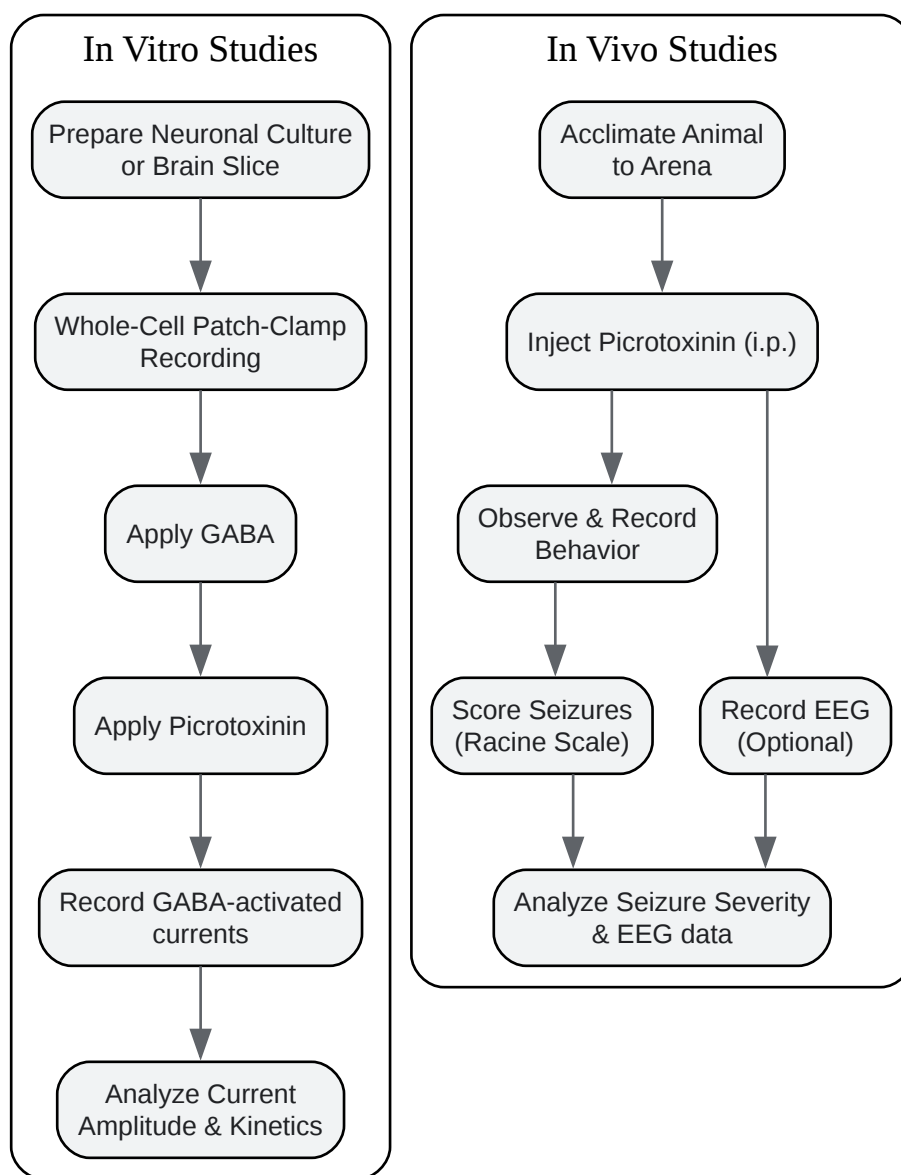 In Vitro Studies
Prepare Neuronal Culture
or Brain Slice
Whole-Cell Patch-Clamp
Recording
Apply GABA
Apply Picrotoxinin
Record GABA-activated
currents
Analyze Current
Amplitude & Kinetics
In Vivo Studies
Acclimate Animal
to Arena
Inject Picrotoxinin (i.p.)
Observe & Record
Behavior
Score Seizures
(Racine Scale)
Record EEG
(Optional)
Analyze Seizure Severity
& EEG data